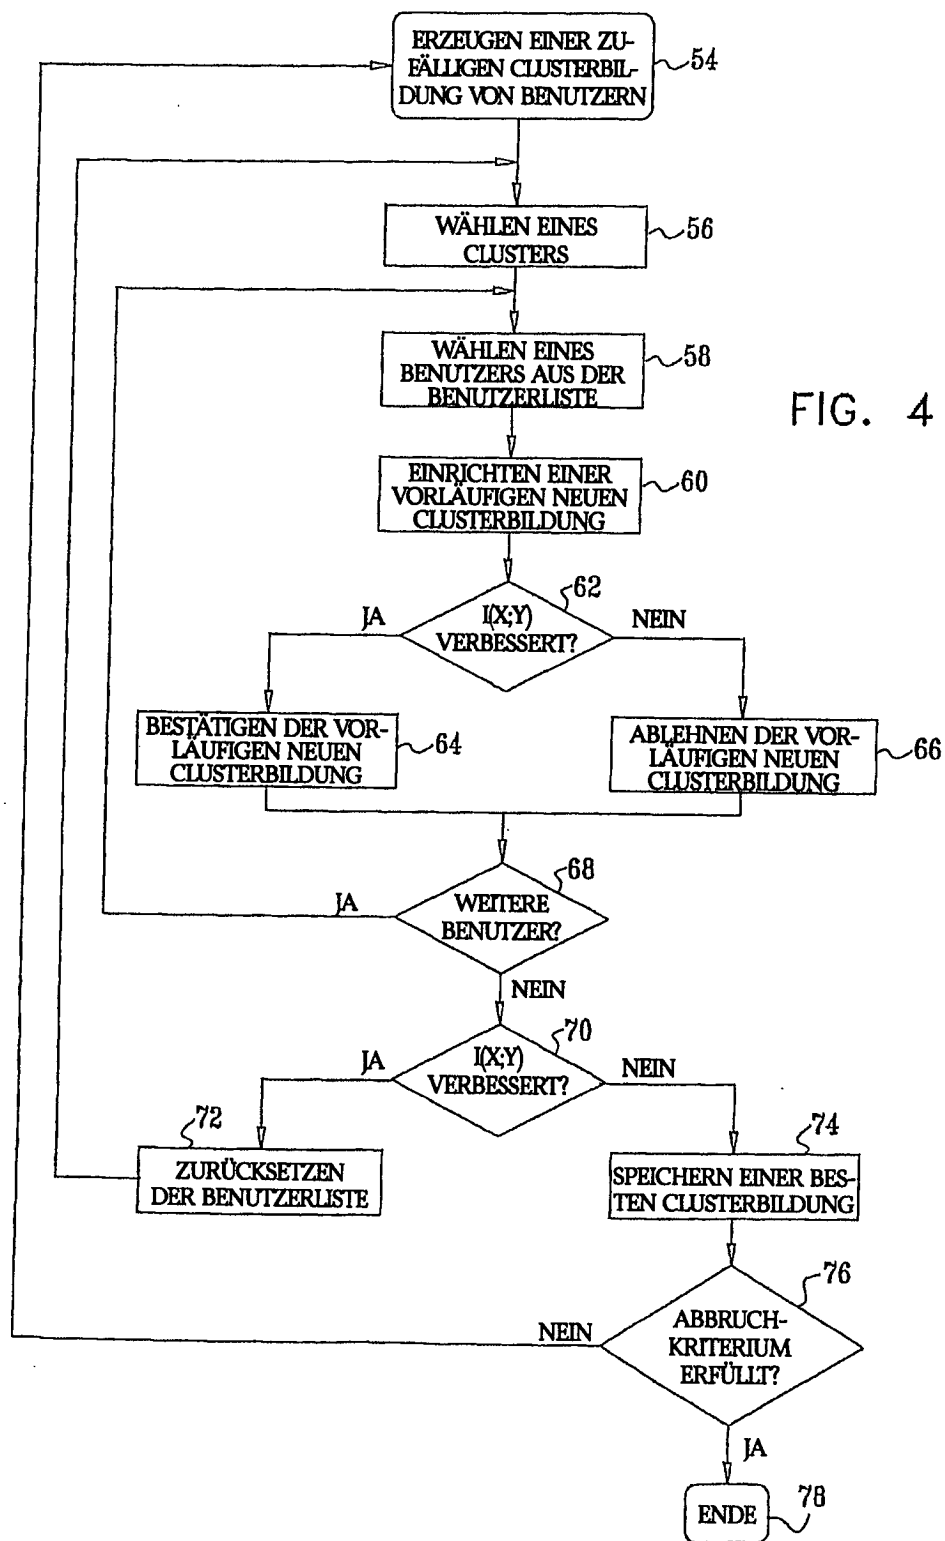 ERZEUGEN EINER ZU-
FÄLLIGEN CLUSTERBIL-
DUNG VON BENUTZERN
54
WÄHLEN EINES
CLUSTERS
56
WÄHLEN EINES
BENUTZERS AUS DER
BENUTZERLISTE
58
FIG. 4
EINRICHTEN EINER
VORLÄUFIGEN NEUEN
CLUSTERBILDUNG
60
62
JA
I(X;Y)
VERBESSERT?
NEIN
BESTÄTIGEN DER VOR-
LÄUFIGEN NEUEN
CLUSTERBILDUNG
64
ABLEHNEN DER VOR-
LÄUFIGEN NEUEN
CLUSTERBILDUNG
66
68
JA
WEITERE
BENUTZER?
NEIN
70
JA
I(X;Y)
VERBESSERT?
NEIN
72
ZURÜCKSETZEN
DER BENUTZERLISTE
74
SPEICHERN EINER BES-
TEN CLUSTERBILDUNG
76
NEIN
ABBRUCH-
KRITERIUM
ERFÜLLT?
JA
ENDE
78